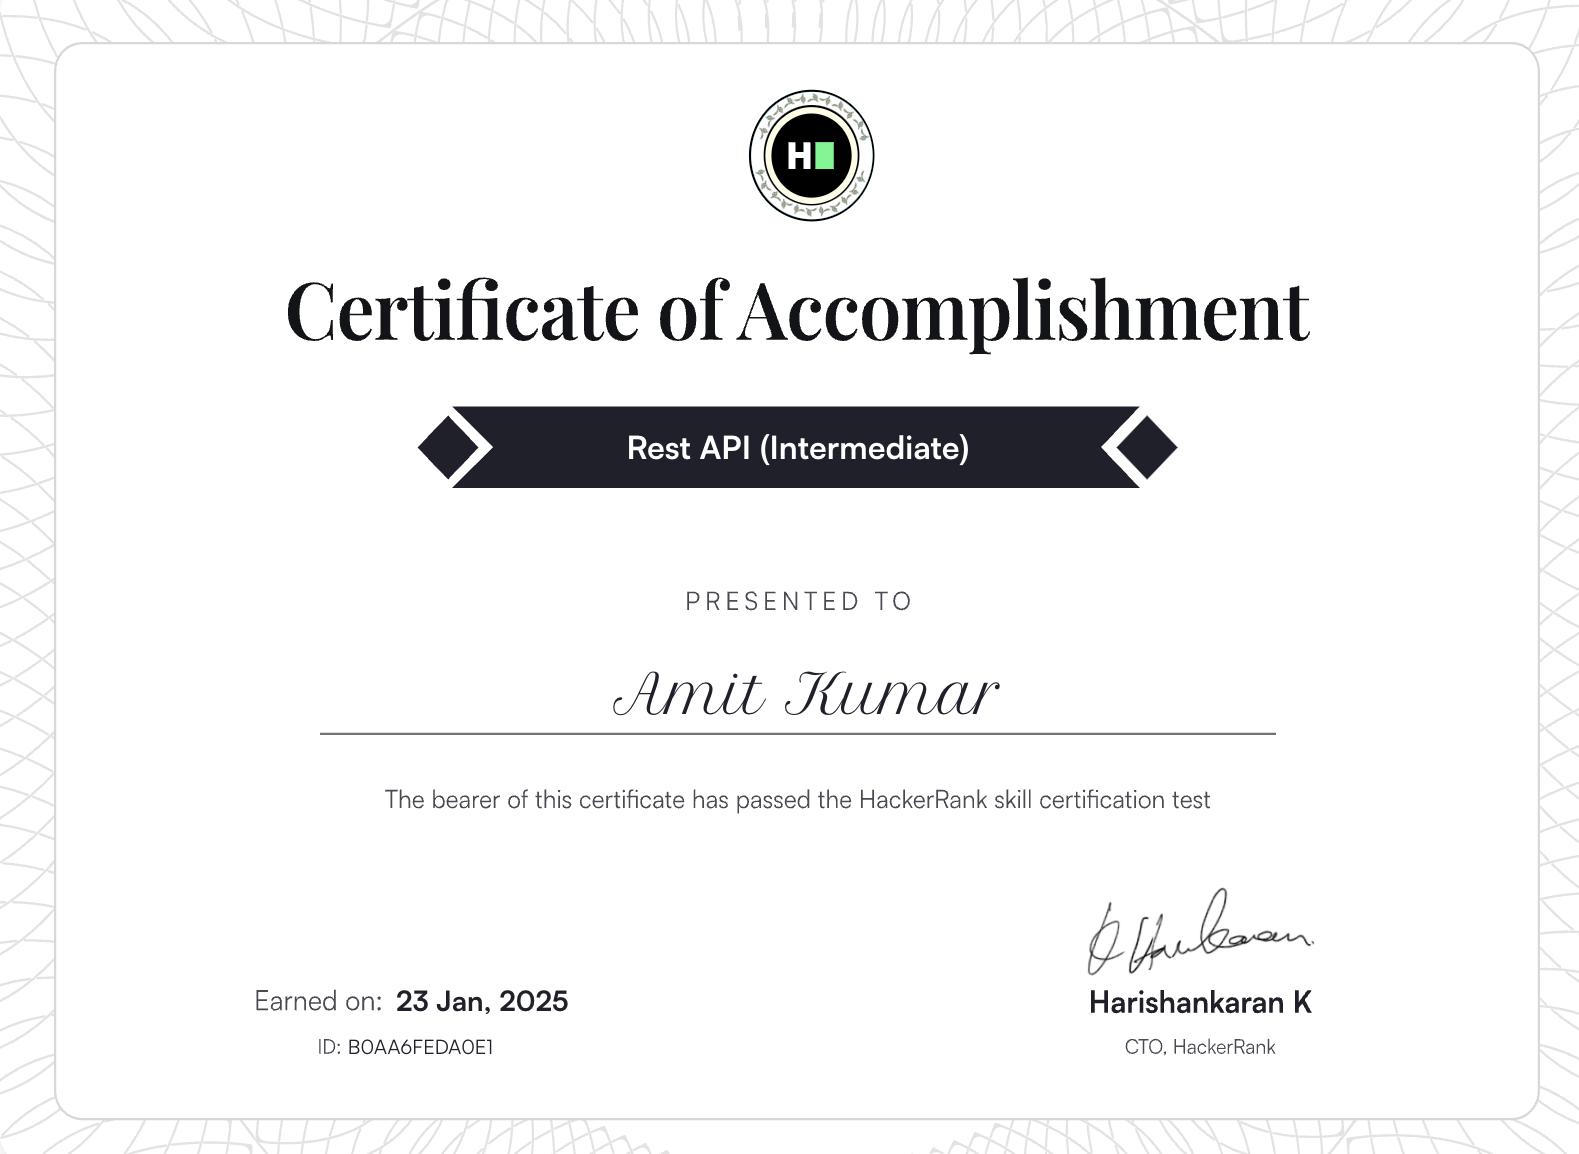 H
Certificate of Accomplishment
Rest API (Intermediate)
PRESENTED TO
Amit Kumar
The bearer of this certificate has passed the HackerRank skill certification test
Earned on: 23 Jan, 2025
ID: B0AA6FEDA0E1
Harishankaran K
CTO, HackerRank